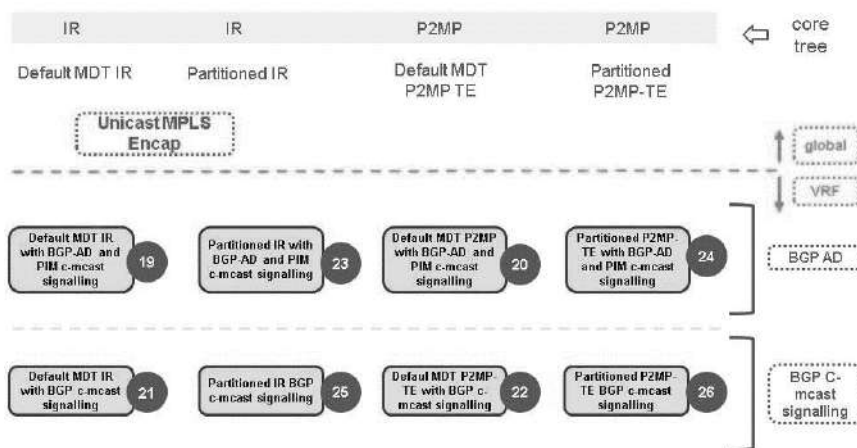 IR IR P2MP P2MP core
tree
Default MDT IR Partitioned IR Default MDT Partitioned
P2MP TE P2MP-TE
Unicast MPLS
Encap
global
VRF
Default MDT IR
with BGP-AD and
PIM c-mcast
signalling
19
Partitioned IR with
BGP-AD and PIM
c-mcast signalling
23
Default MDT P2MP
with BGP-AD and
PIM c-mcast
signalling
20
Partitioned P2MP-
TE with BGP-AD
and PIM c-mcast
signalling
24
BGP AD
Default MDT IR
with BGP c-mcast
signalling
21
Partitioned IR BGP
c-mcast signalling
25
Defaul MDT P2MP-
TE with BGP c-
mcast signalling
22
Partitioned P2MP-
TE BGP c-mcast
signalling
26
BGP C-
mcast
signalling